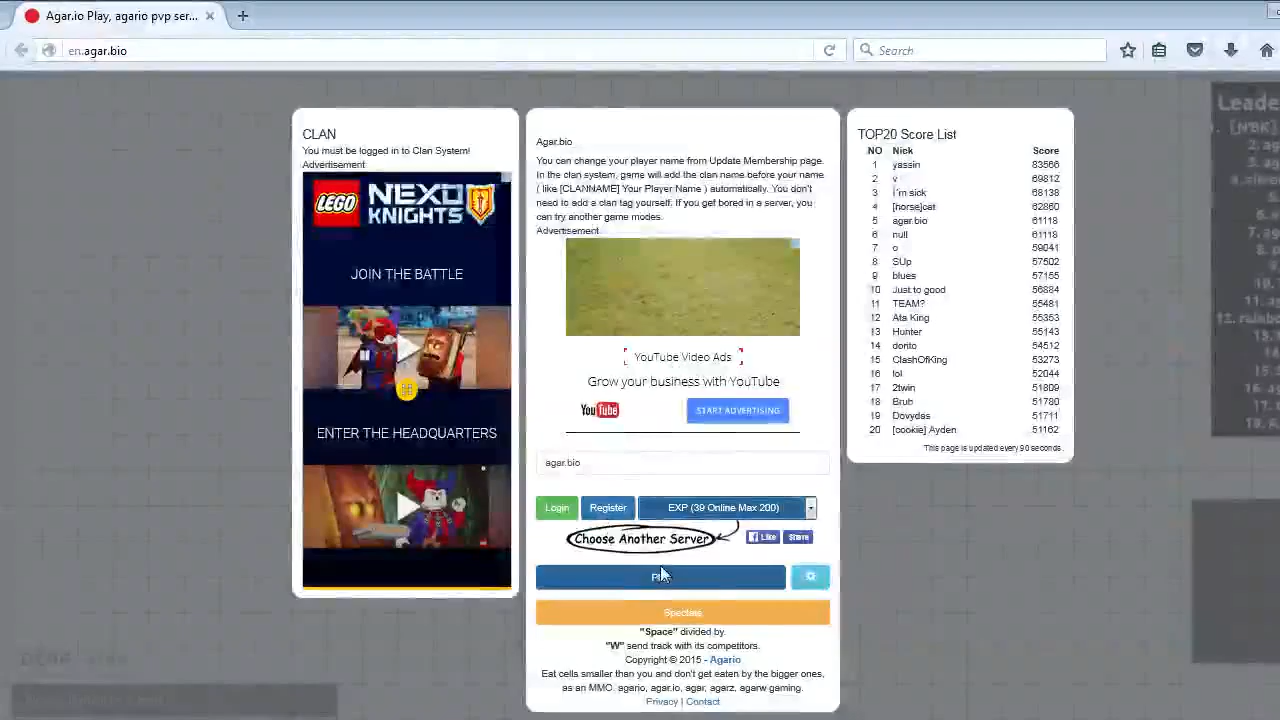 Agar.io Play, agario pvp ser...
en.agar.bio
Search
CLAN
You must be logged in to Clan System!
Advertisement
LEGO NEXO KNIGHTS
JOIN THE BATTLE
ENTER THE HEADQUARTERS
Agar.bio
You can change your player name from Update Membership page.
In the clan system, game will add the clan name before your name
( like [CLANNAME] Your Player Name ) automatically. You don't
need to add a clan tag yourself. If you get bored in a server, you
can try another game modes.
Advertisement
YouTube Video Ads
Grow your business with YouTube
YouTube
START ADVERTISING
agar.bio
Login
Register
EXP (39 Online Max 200)
Choose Another Server
Like
Share
Spectate
"Space" divided by.
"W" send track with its competitors.
Copyright © 2015 - Agario
Eat cells smaller than you and don't get eaten by the bigger ones,
as an MMO. agario, agar.io, agar, agarz, agarw gaming.
Privacy | Contact
TOP20 Score List
NO Nick Score
1 yassin 83566
2 v 69812
3 I´m sick 68138
4 [horse]cat 62860
5 agar.bio 61118
6 null 61118
7 o 59041
8 SUp 57502
9 blues 57155
10 Just to good 56884
11 TEAM? 55481
12 Ata King 55353
13 Hunter 55143
14 dorito 54512
15 ClashOfKing 53273
16 lol 52044
17 2twin 51809
18 Bruh 51780
19 Dovydas 51711
20 [cookie] Ayden 51162
This page is updated every 90 seconds.